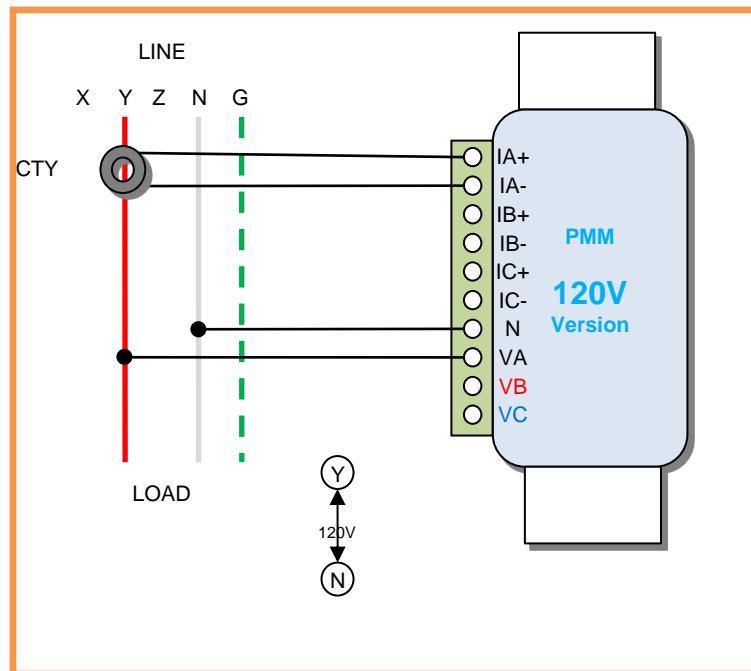 LINE
X Y Z N G
CTY
IA+
IA-
IB+
IB-
IC+
IC-
N
VA
VB
VC
PMM
120V
Version
LOAD
Y
120V
N